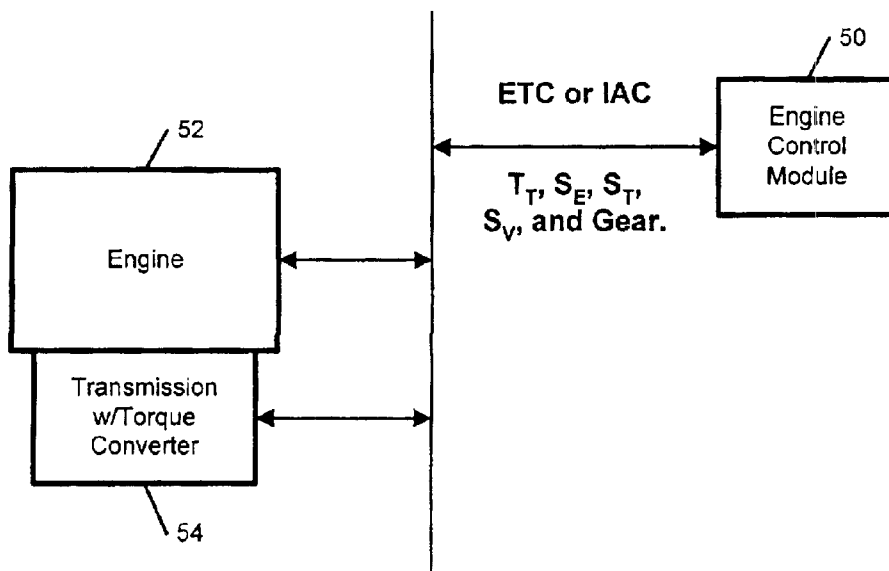 50
ETC or IAC
Engine
Control
Module
T_T, S_E, S_T,
S_V, and Gear.
52
Engine
Transmission
w/Torque
Converter
54